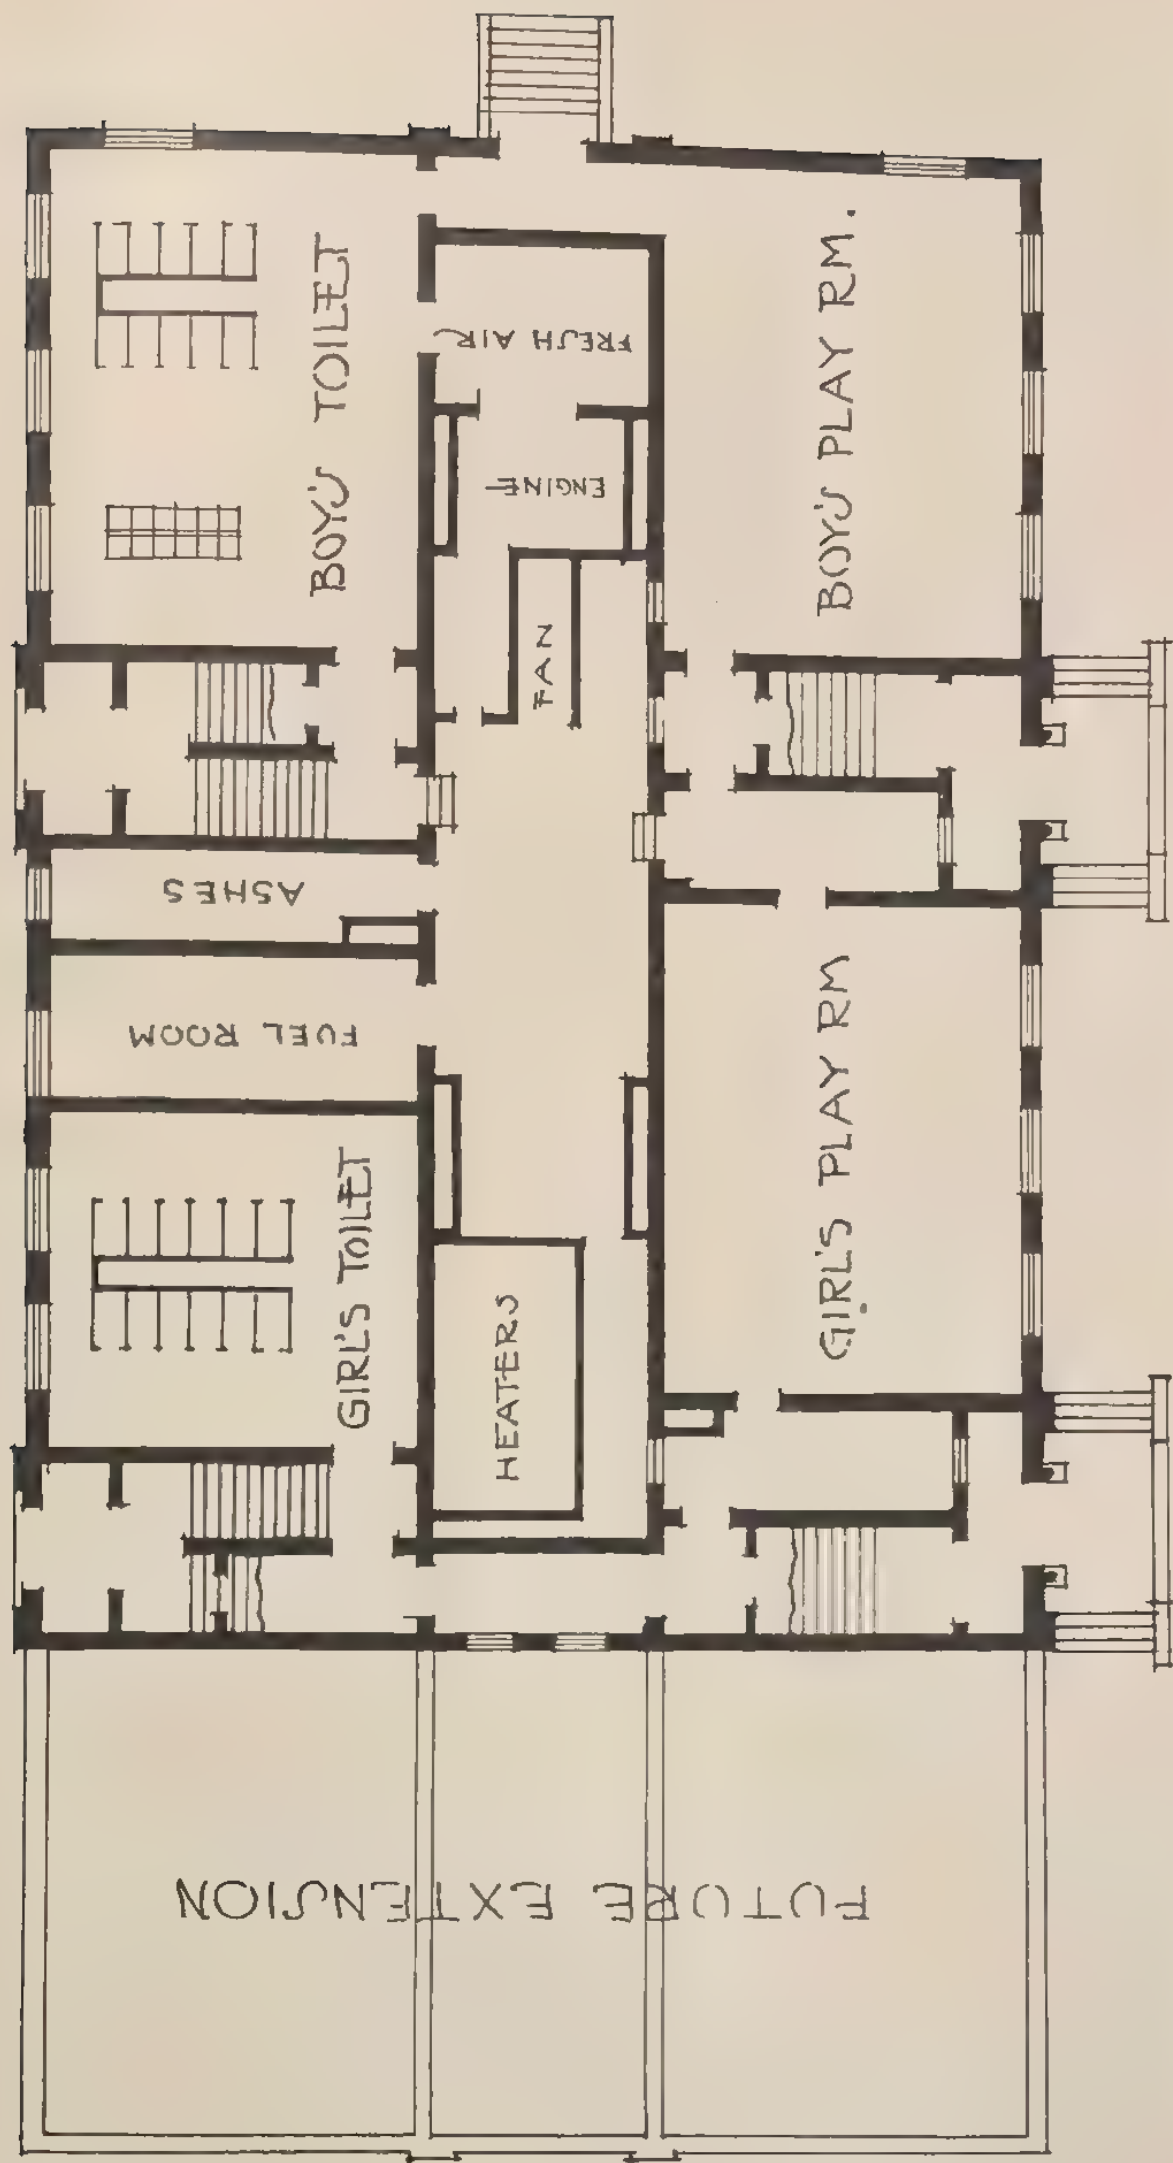 BOY'S TOILET
FRESH AIR
BOY'S PLAY RM.
ENGINE
FAN
ASHES
FUEL ROOM
GIRL'S PLAY RM
GIRL'S TOILET
HEATERS
FUTURE EXTENSION